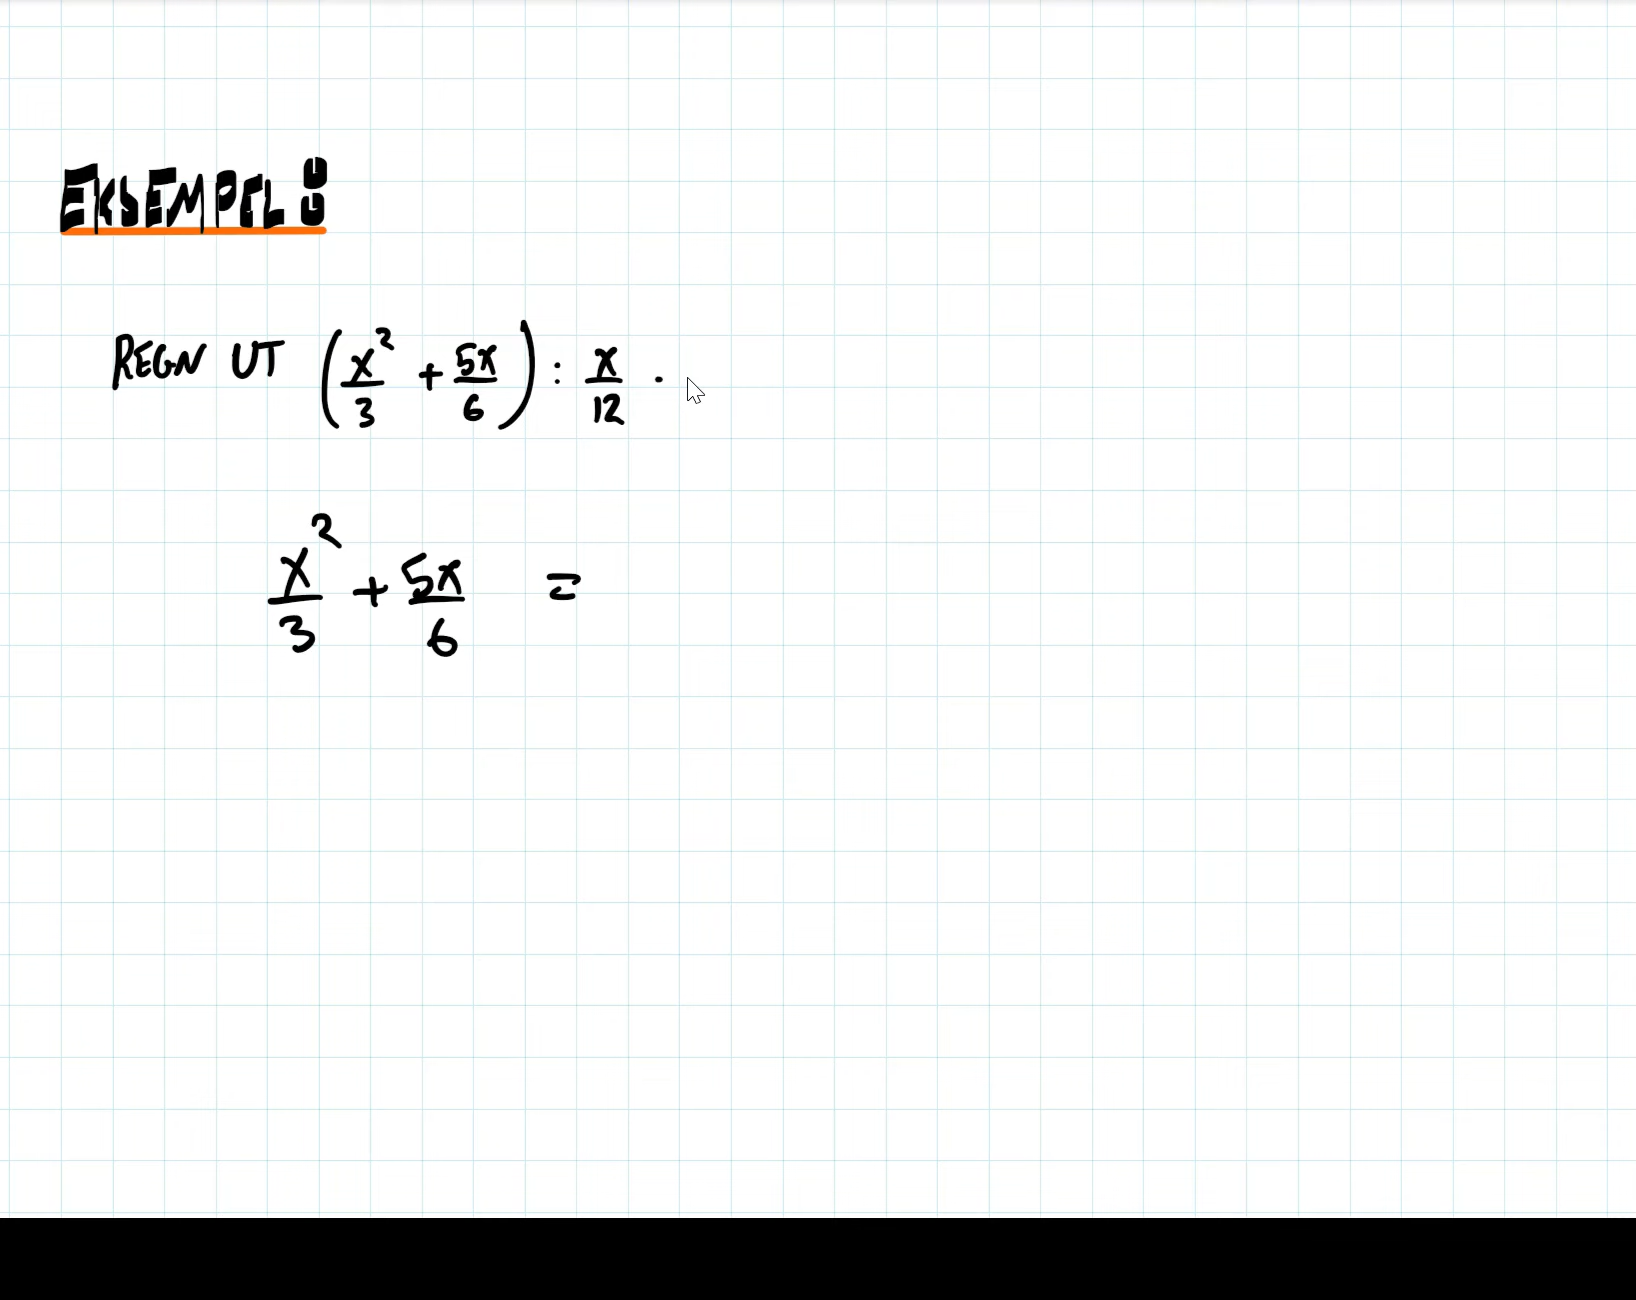 EKSEMPEL:
REGN UT (x²/3 + 5x/6) : x/12 .
x²/3 + 5x/6 =